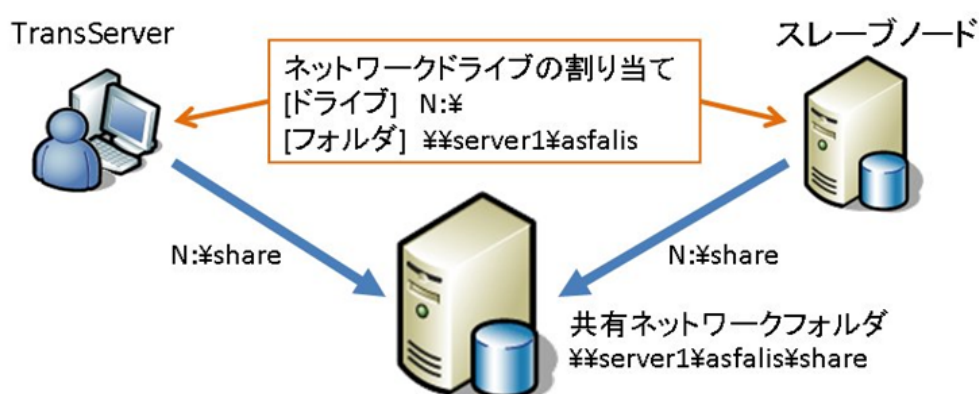 TransServer
スレーブノード
ネットワークドライブの割り当て
[ドライブ] N:¥
[フォルダ] ¥¥server1¥asfalis
N:¥share
N:¥share
共有ネットワークフォルダ
¥¥server1¥asfalis¥share